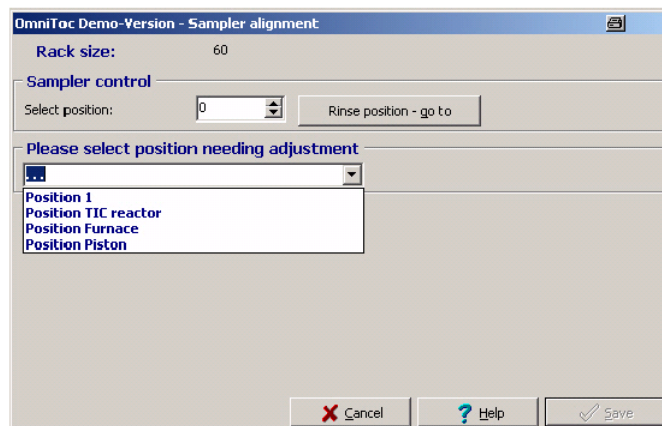 OmniToc Demo-Version - Sampler alignment
Rack size: 60
Sampler control
Select position: 0 Rinse position - go to
Please select position needing adjustment
...
Position 1
Position TIC reactor
Position Furnace
Position Piston
Cancel Help Save